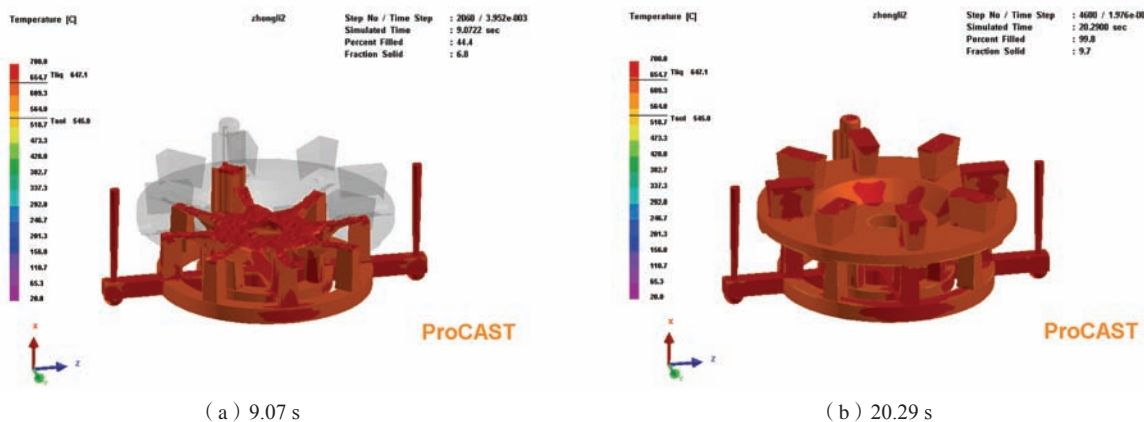 Temperature [C]
zhongli2
Step No / Time Step : 2060 / 3.952e-003
Simulated Time : 9.0722 sec
Percent Filled : 44.4
Fraction Solid : 6.0
700.0
654.7
Tliq 647.1
609.3
564.0
Tsol 545.0
518.7
473.3
428.0
382.7
337.3
292.0
246.7
201.3
156.0
110.7
65.3
20.0
X
Z
Y
ProCAST
（a）9.07 s
Temperature [C]
zhongli2
Step No / Time Step : 4600 / 1.976e-00
Simulated Time : 20.2900 sec
Percent Filled : 99.8
Fraction Solid : 9.7
700.0
654.7
Tliq 647.1
609.3
564.0
Tsol 545.0
518.7
473.3
428.0
382.7
337.3
292.0
246.7
201.3
156.0
110.7
65.3
20.0
X
Z
ProCAST
（b）20.29 s